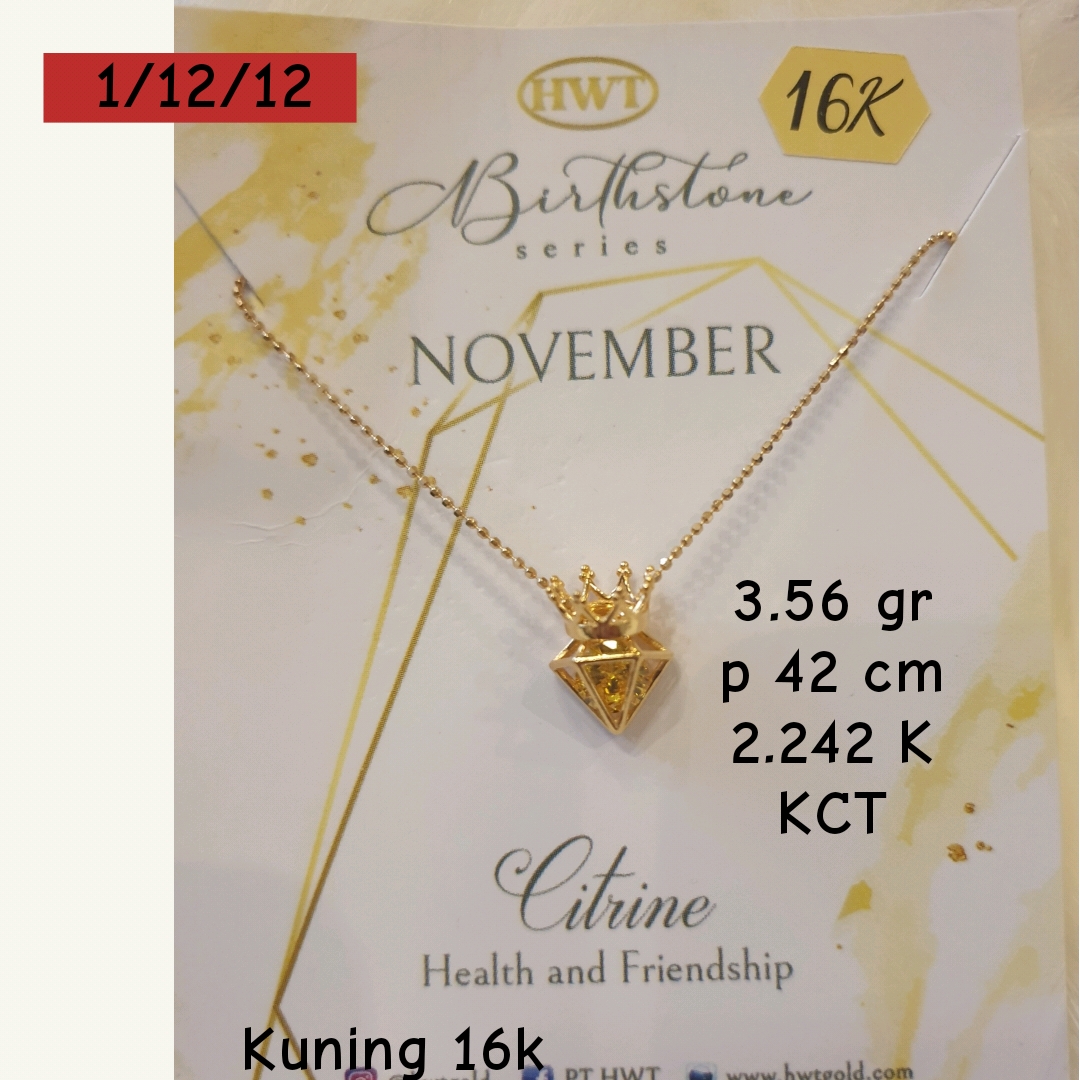 1/12/12
HWT
16K
Birthstone
series
NOVEMBER
3.56 gr
p 42 cm
2.242 K
KCT
Citrine
Health and Friendship
Kuning 16k
PT HWT
www.hwtgold.com